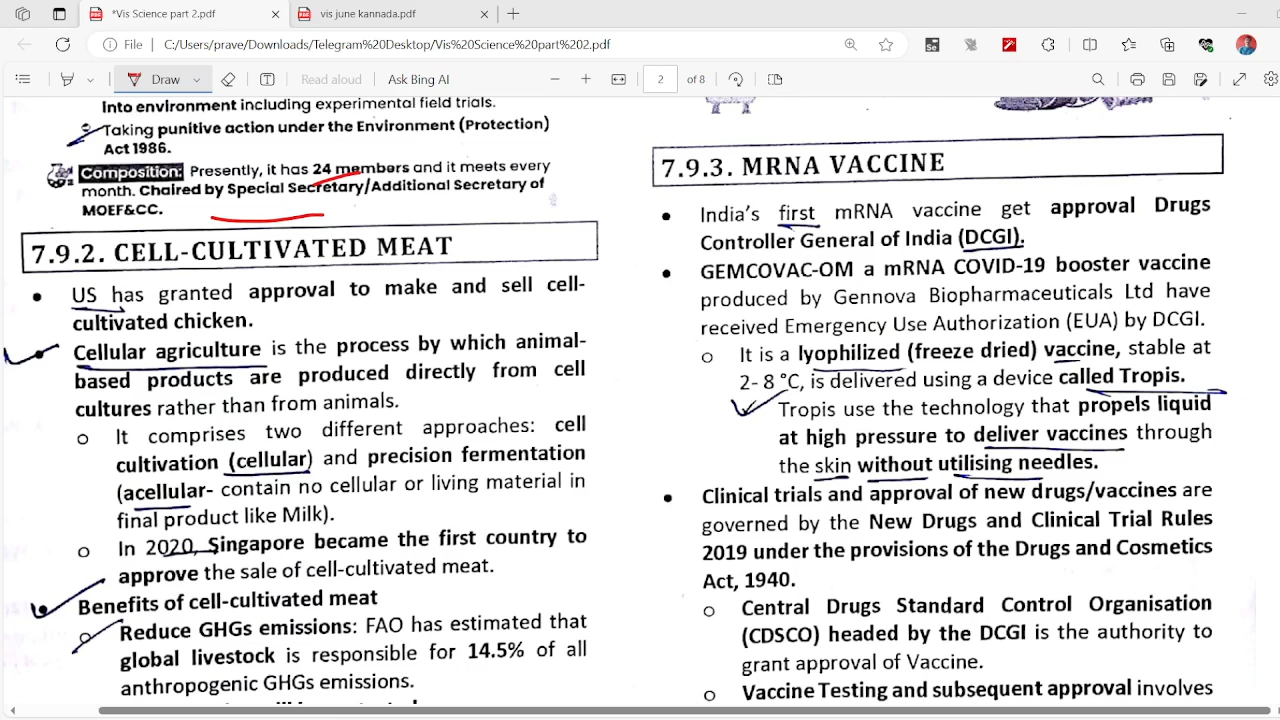 *Vis Science part 2.pdf
vis june kannada.pdf
File
C:/Users/prave/Downloads/Telegram%20Desktop/Vis%20Science%20part%202.pdf
Draw
Read aloud
Ask Bing AI
2
of 8
Into environment including experimental field trials.
Taking punitive action under the Environment (Protection)
Act 1986.
Composition: Presently, it has 24 members and it meets every
month. Chaired by Special Secretary/Additional Secretary of
MOEF&CC.
7.9.2. CELL-CULTIVATED MEAT
• US has granted approval to make and sell cell-
cultivated chicken.
• Cellular agriculture is the process by which animal-
based products are produced directly from cell
cultures rather than from animals.
o It comprises two different approaches: cell
cultivation (cellular) and precision fermentation
(acellular- contain no cellular or living material in
final product like Milk).
o In 2020, Singapore became the first country to
approve the sale of cell-cultivated meat.
• Benefits of cell-cultivated meat
o Reduce GHGs emissions: FAO has estimated that
global livestock is responsible for 14.5% of all
anthropogenic GHGs emissions.
7.9.3. MRNA VACCINE
• India's first mRNA vaccine get approval Drugs
Controller General of India (DCGI).
• GEMCOVAC-OM a mRNA COVID-19 booster vaccine
produced by Gennova Biopharmaceuticals Ltd have
received Emergency Use Authorization (EUA) by DCGI.
o It is a lyophilized (freeze dried) vaccine, stable at
2- 8 °C, is delivered using a device called Tropis.
Tropis use the technology that propels liquid
at high pressure to deliver vaccines through
the skin without utilising needles.
• Clinical trials and approval of new drugs/vaccines are
governed by the New Drugs and Clinical Trial Rules
2019 under the provisions of the Drugs and Cosmetics
Act, 1940.
o Central Drugs Standard Control Organisation
(CDSCO) headed by the DCGI is the authority to
grant approval of Vaccine.
o Vaccine Testing and subsequent approval involves